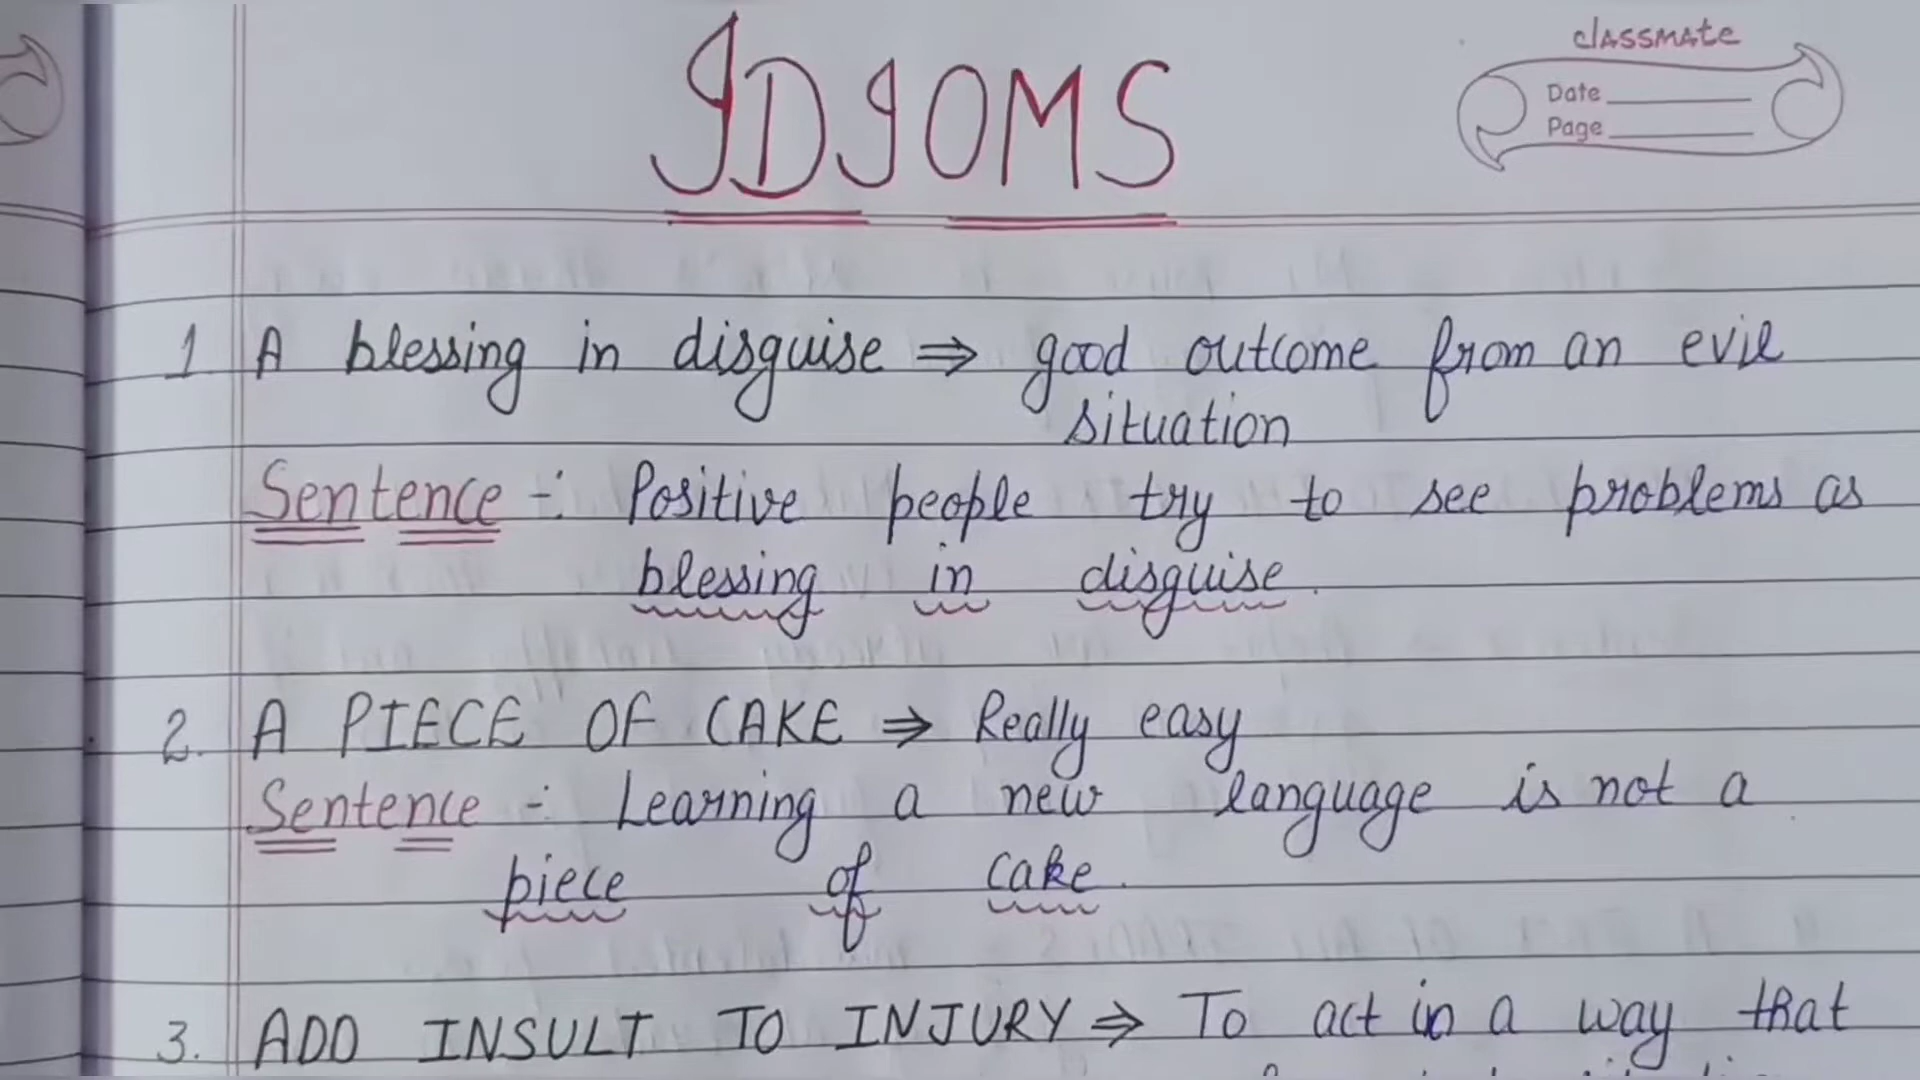 IDIOMS
classmate
Date
Page
1 A blessing in disguise ⇒ good outcome from an evil
situation
Sentence -: Positive people try to see problems as
blessing in disguise.
2. A PIECE OF CAKE ⇒ Really easy
Sentence -: Learning a new language is not a
piece of cake.
3. ADD INSULT TO INJURY ⇒ To act in a way that